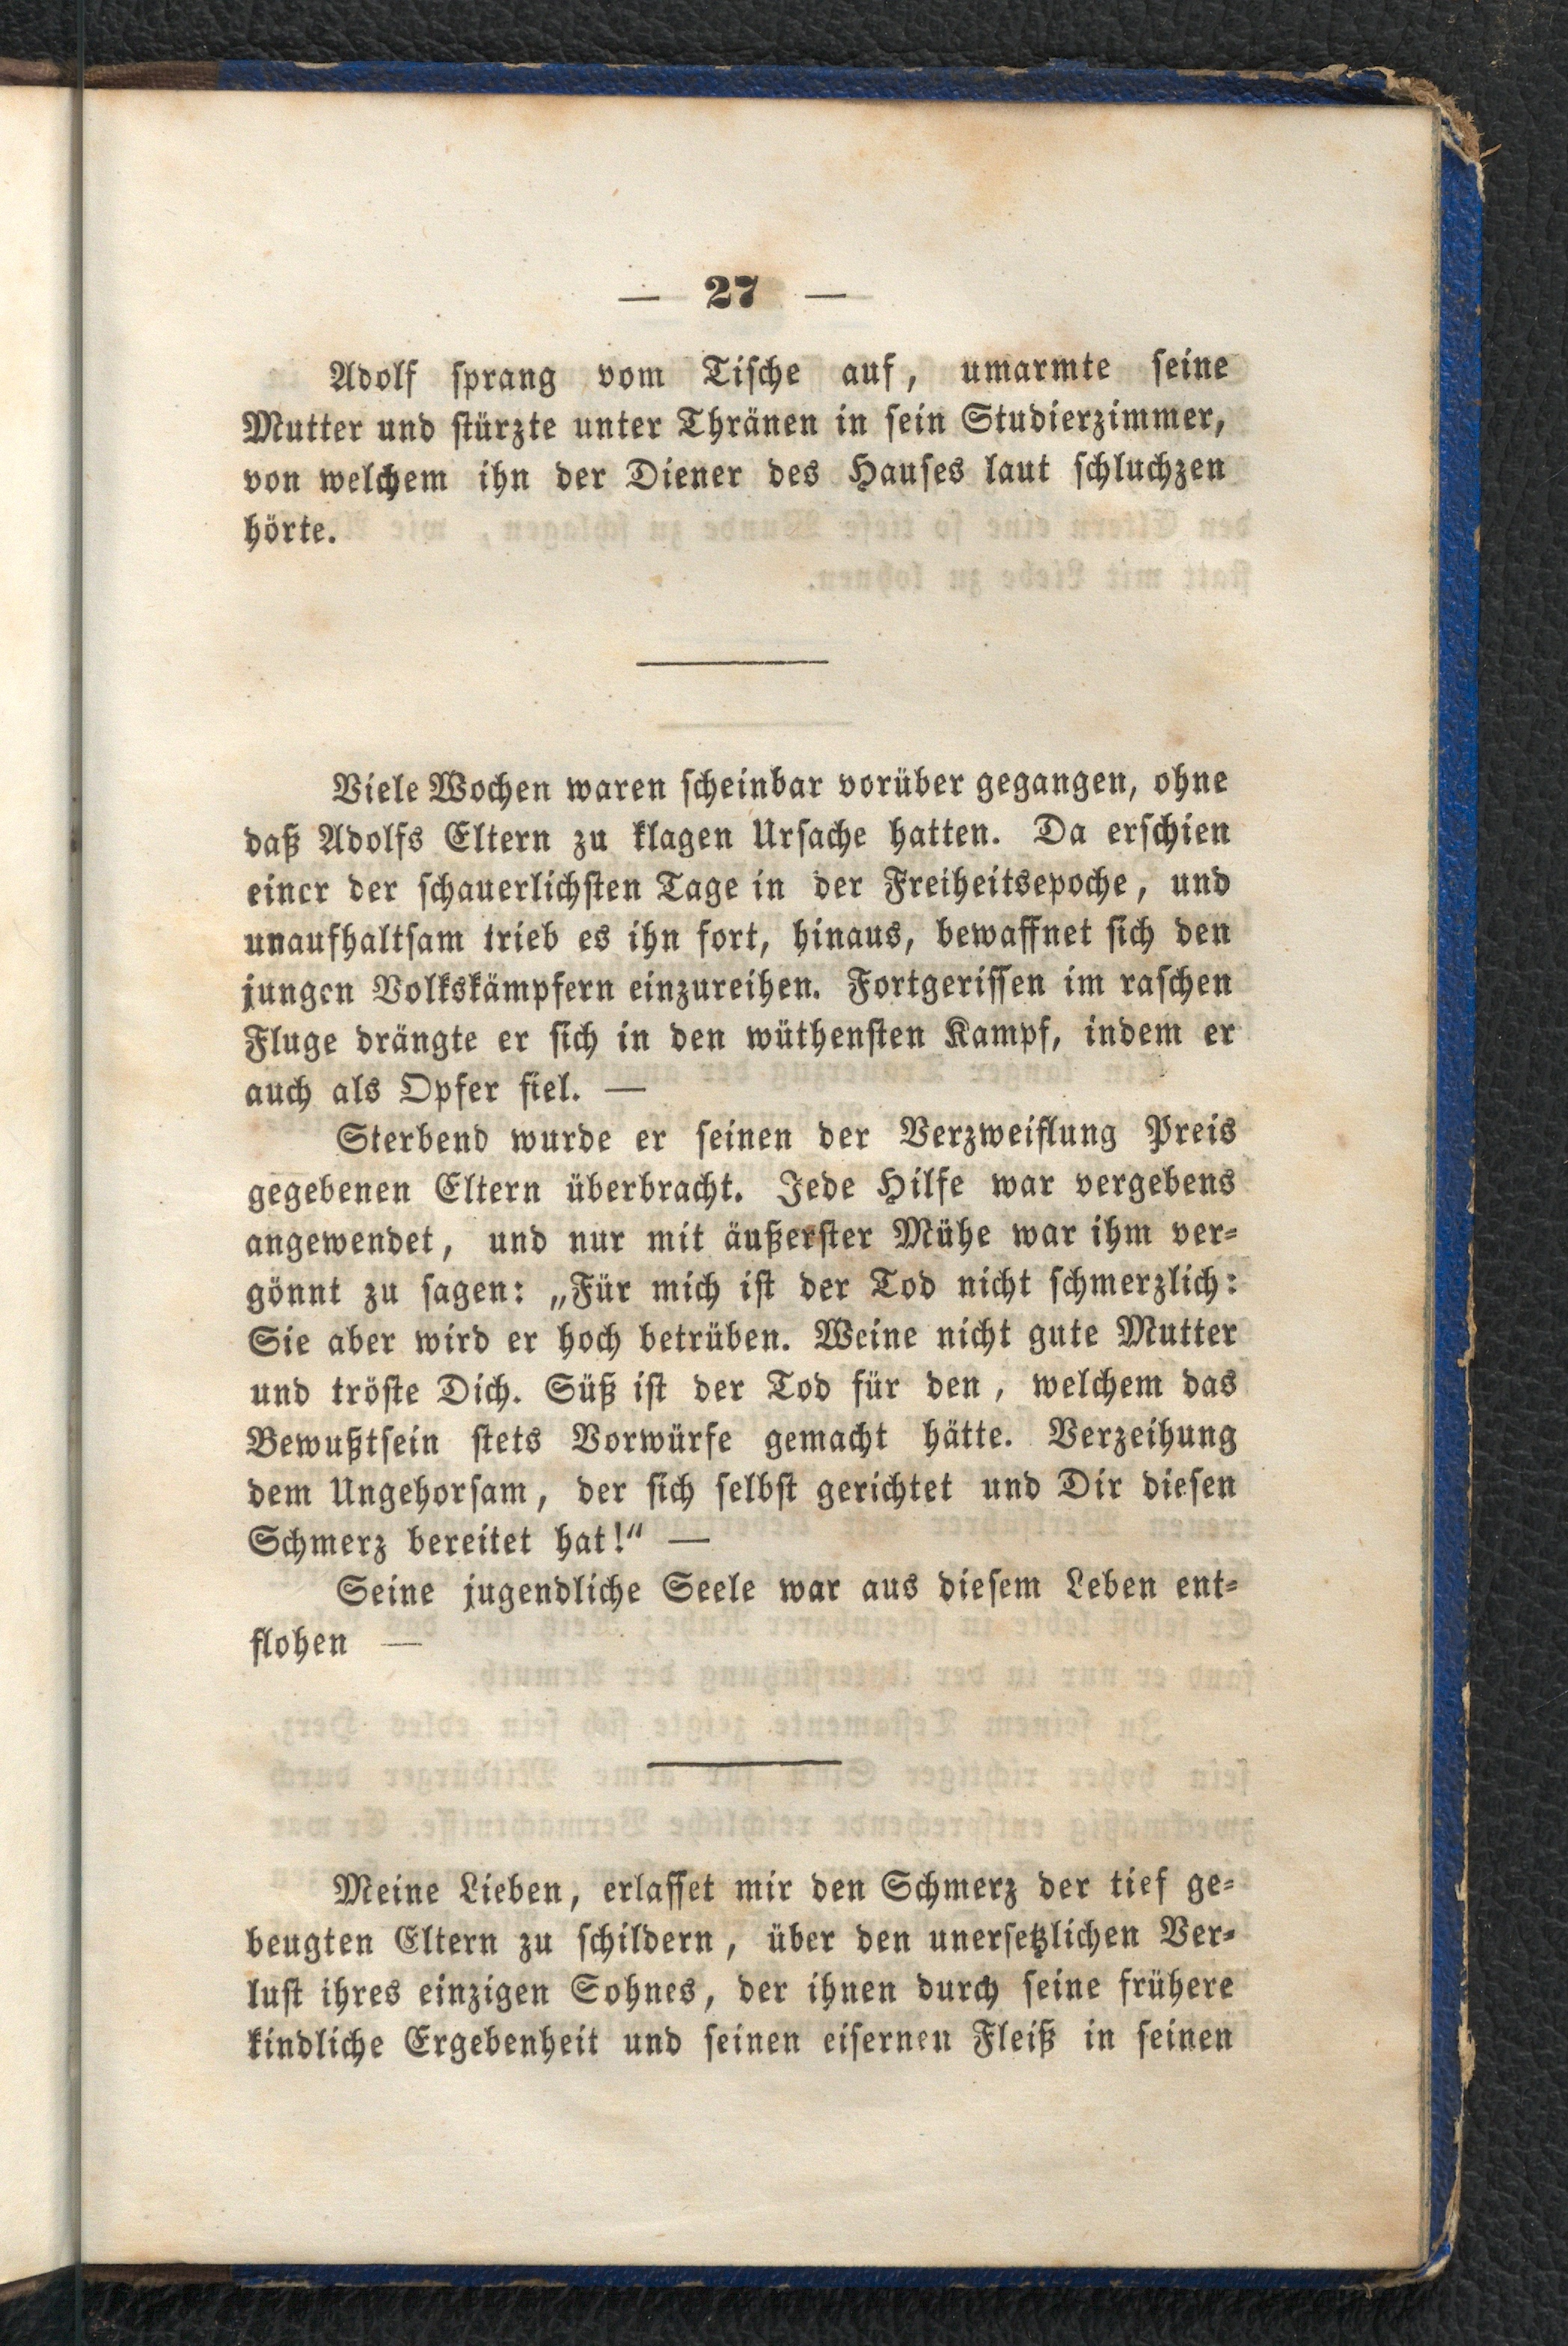 — 27 —
Adolf sprang vom Tische auf, umarmte seine
Mutter und stürzte unter Thränen in sein Studierzimmer,
von welchem ihn der Diener des Hauses laut schluchzen
hörte.
Viele Wochen waren scheinbar vorüber gegangen, ohne
daß Adolfs Eltern zu klagen Ursache hatten. Da erschien
einer der schauerlichsten Tage in der Freiheitsepoche, und
unaufhaltsam trieb es ihn fort, hinaus, bewaffnet sich den
jungen Volkskämpfern einzureihen. Fortgerissen im raschen
Fluge drängte er sich in den wüthensten Kampf, indem er
auch als Opfer fiel. —
Sterbend wurde er seinen der Verzweiflung Preis
gegebenen Eltern überbracht. Jede Hilfe war vergebens
angewendet, und nur mit äußerster Mühe war ihm ver-
gönnt zu sagen: „Für mich ist der Tod nicht schmerzlich:
Sie aber wird er hoch betrüben. Weine nicht gute Mutter
und tröste Dich. Süß ist der Tod für den, welchem das
Bewußtsein stets Vorwürfe gemacht hätte. Verzeihung
dem Ungehorsam, der sich selbst gerichtet und Dir diesen
Schmerz bereitet hat!“ —
Seine jugendliche Seele war aus diesem Leben ent-
flohen —
Meine Lieben, erlasset mir den Schmerz der tief ge-
beugten Eltern zu schildern, über den unersetzlichen Ver-
lust ihres einzigen Sohnes, der ihnen durch seine frühere
kindliche Ergebenheit und seinen eisernen Fleiß in seinen